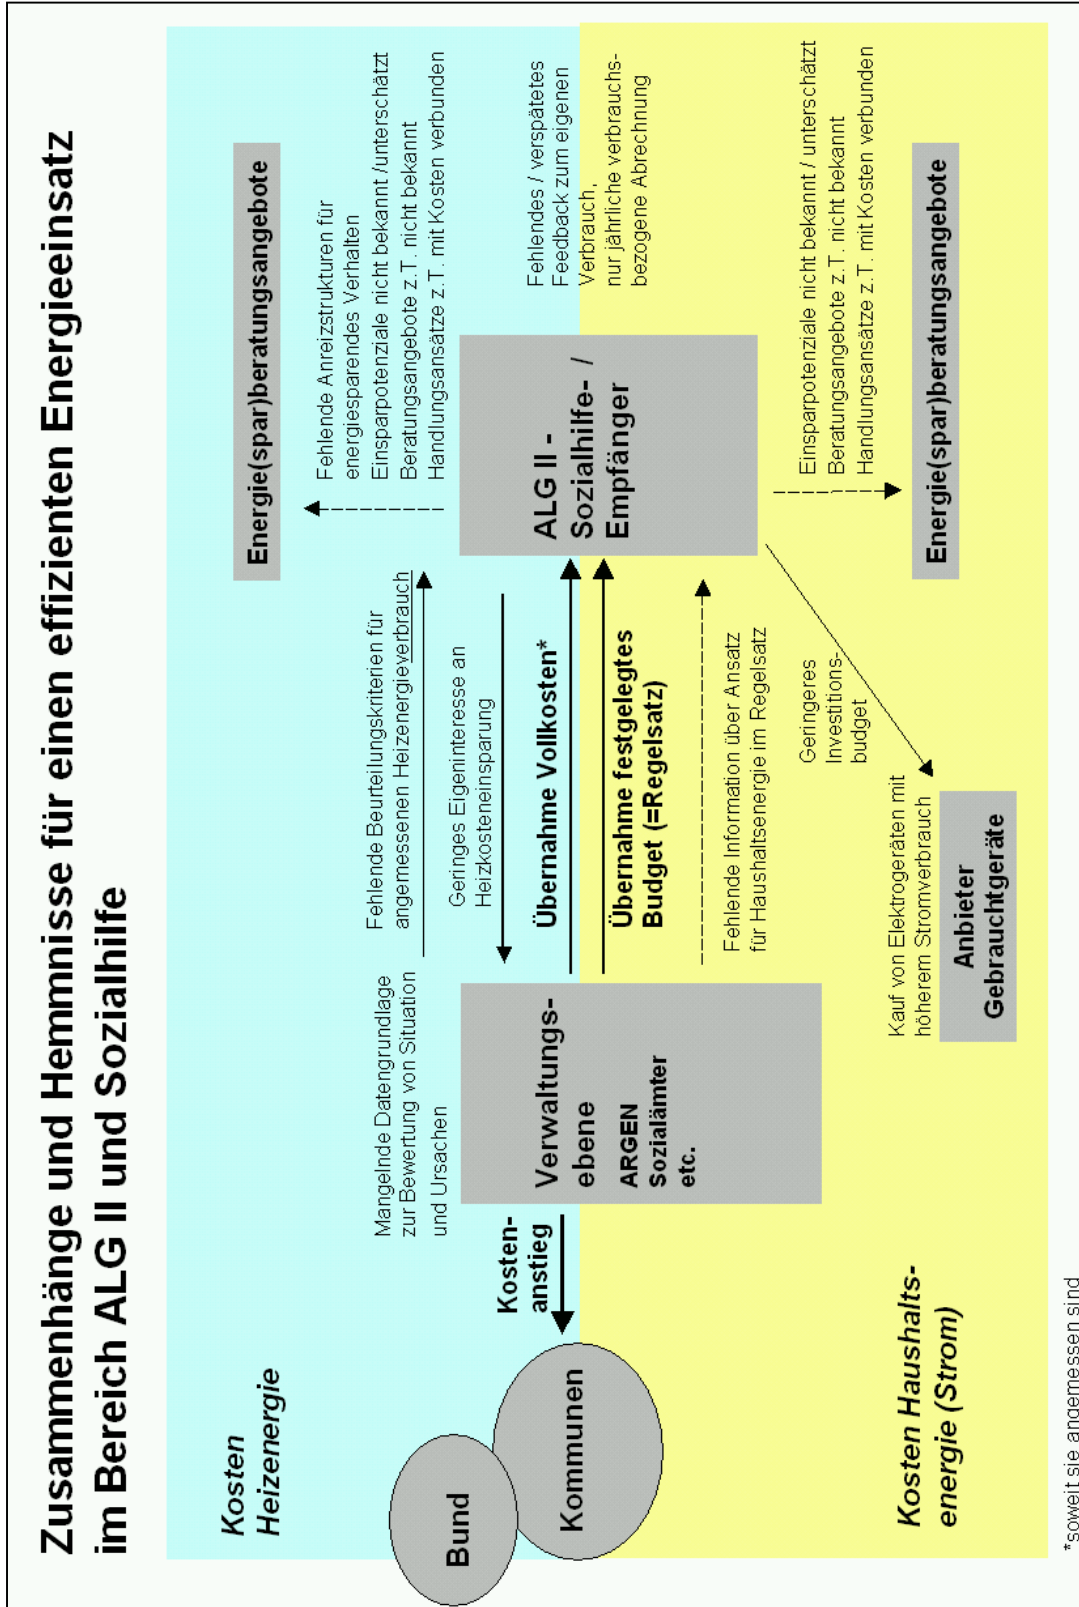 Zusammenhänge und Hemmnisse für einen effizienten Energieeinsatz
im Bereich ALG II und Sozialhilfe
Kosten
Heizenergie
Bund
Kommunen
Kosten-
anstieg
Mangelnde Datengrundlage
zur Bewertung von Situation
und Ursachen
Verwaltungs-
ebene
ARGEN
Sozialämter
etc.
Fehlende Beurteilungskriterien für
angemessenen Heizenergieverbrauch
Geringes Eigeninteresse an
Heizkosteneinsparung
Übernahme Vollkosten*
Übernahme festgelegtes
Budget (=Regelsatz)
Fehlende Information über Ansatz
für Haushaltsenergie im Regelsatz
ALG II -
Sozialhilfe- /
Empfänger
Energie(spar)beratungsangebote
Fehlende Anreizstrukturen für
energiesparendes Verhalten
Einsparpotenziale nicht bekannt /unterschätzt
Beratungsangebote z.T. nicht bekannt
Handlungsansätze z.T. mit Kosten verbunden
Fehlendes / verspätetes
Feedback zum eigenen
Verbrauch,
nur jährliche verbrauchs-
bezogene Abrechnung
Einsparpotenziale nicht bekannt / unterschätzt
Beratungsangebote z.T. nicht bekannt
Handlungsansätze z.T. mit Kosten verbunden
Energie(spar)beratungsangebote
Geringeres
Investitions-
budget
Kauf von Elektrogeräten mit
höherem Stromverbrauch
Anbieter
Gebrauchtgeräte
Kosten Haushalts-
energie (Strom)
*soweit sie angemessen sind